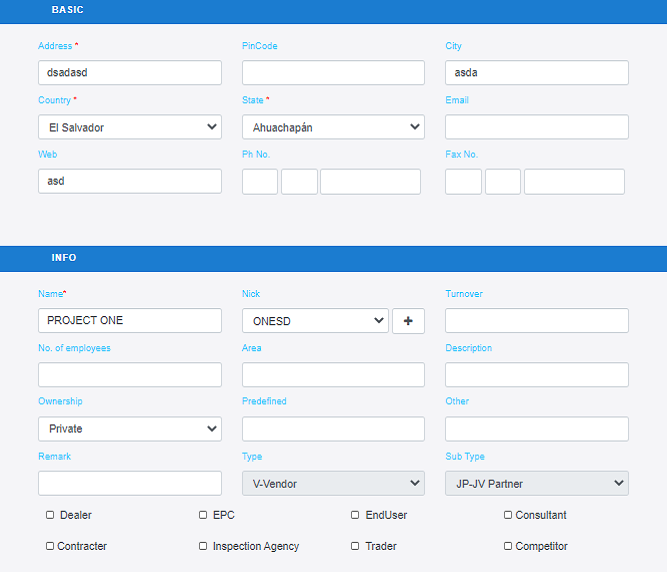 BASIC
Address * PinCode City
dsadasd asda
Country * State * Email
El Salvador Ahuachapán
Web Ph No. Fax No.
asd
INFO
Name* Nick Turnover
PROJECT ONE ONESD +
No. of employees Area Description
Ownership Predefined Other
Private
Remark Type Sub Type
V-Vendor JP-JV Partner
Dealer EPC EndUser Consultant
Contracter Inspection Agency Trader Competitor